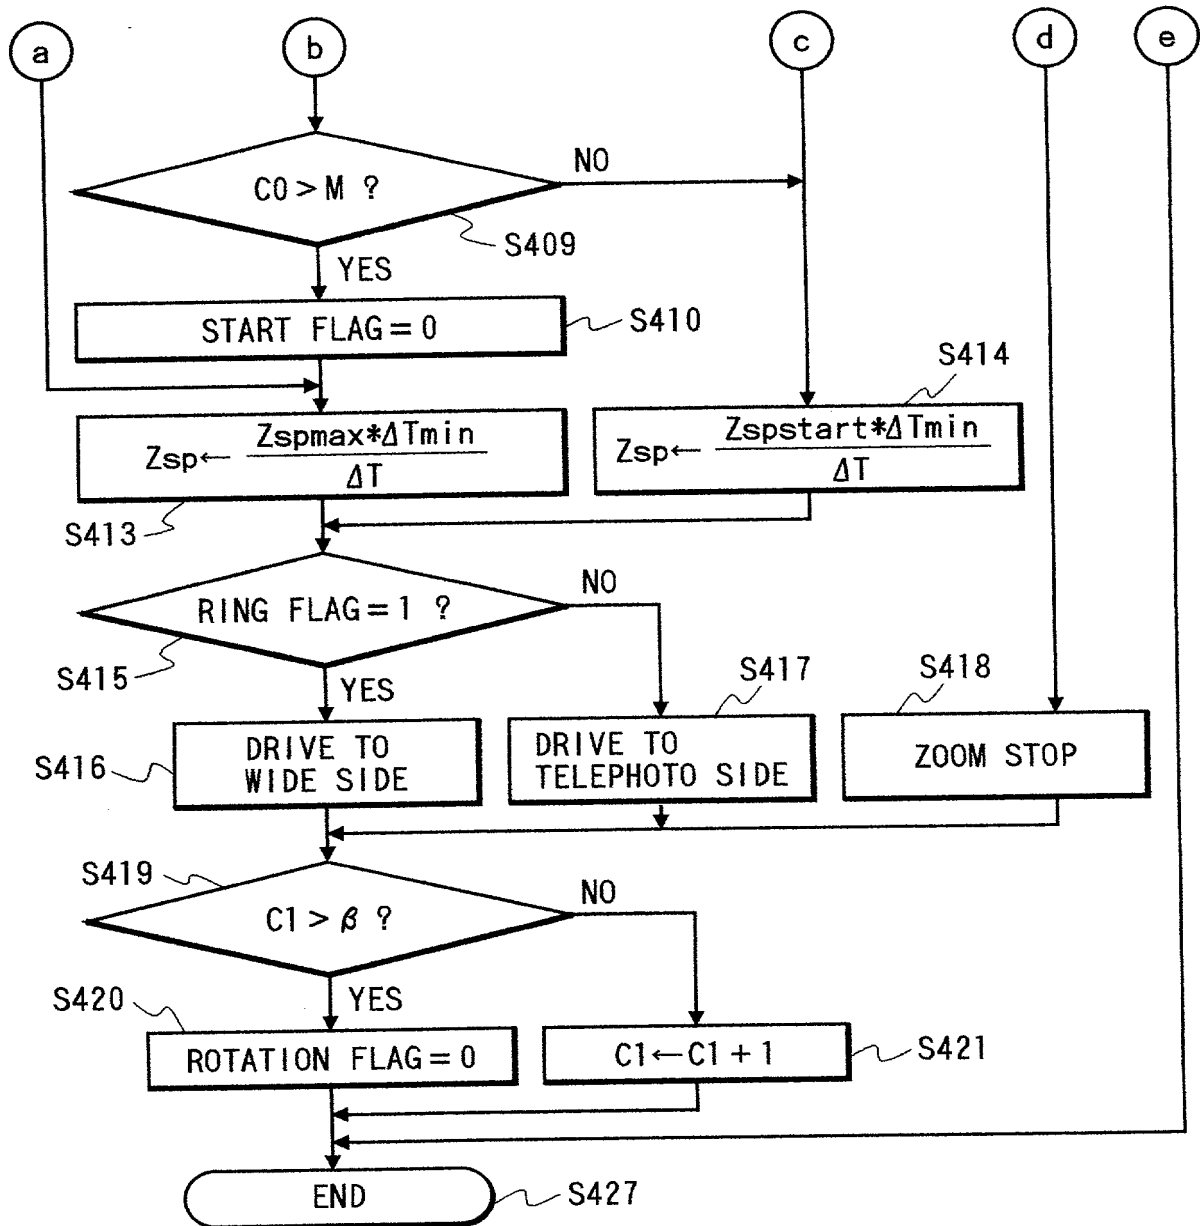 a
b
c
d
e
C0 > M ?
NO
S409
YES
START FLAG = 0
S410
S414
Zsp← Zspmax*ΔTmin
ΔT
Zsp← Zspstart*ΔTmin
ΔT
S413
RING FLAG = 1 ?
NO
S415
YES
S417
S418
S416
DRIVE TO
WIDE SIDE
DRIVE TO
TELEPHOTO SIDE
ZOOM STOP
S419
C1 > β ?
NO
YES
S420
ROTATION FLAG = 0
C1←C1 + 1
S421
END
S427